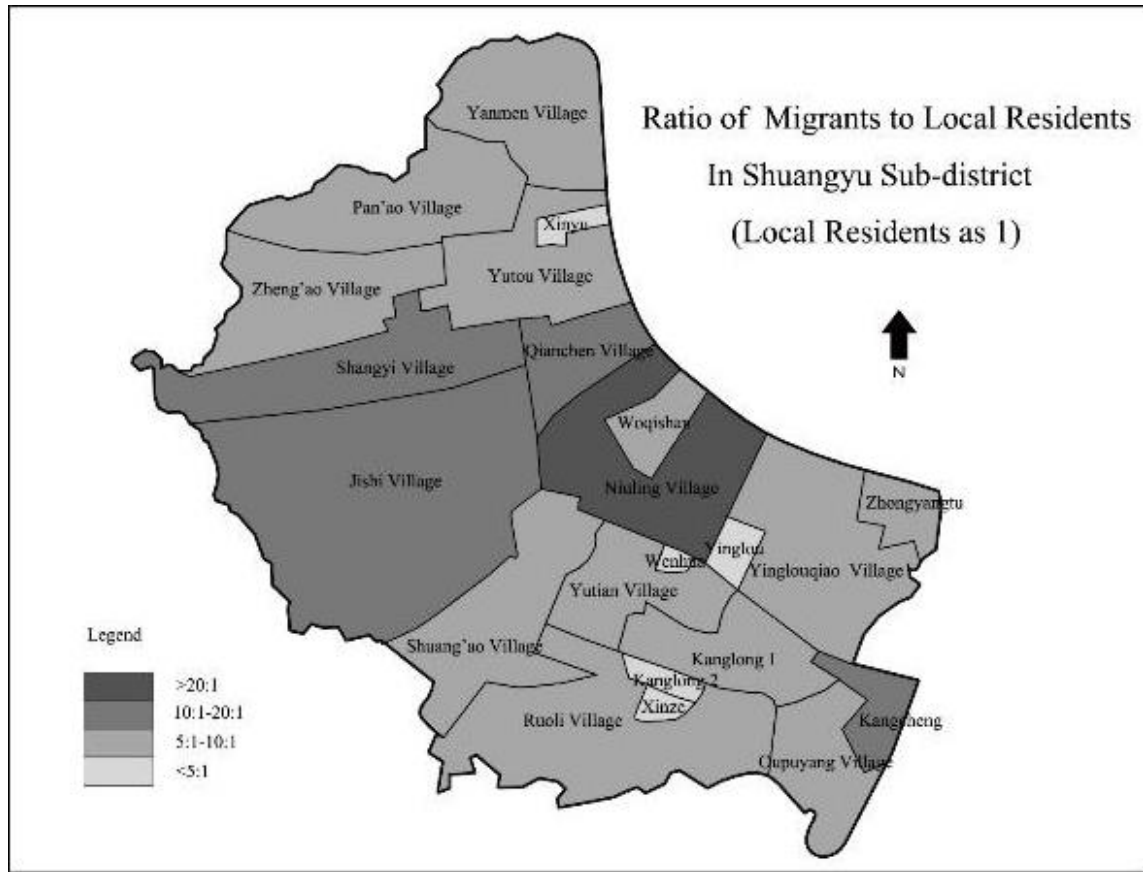 Yanmen Village
Ratio of Migrants to Local Residents
In Shuangyu Sub-district
(Local Residents as 1)
Pan'ao Village
Xinyu
Yutou Village
Zheng'ao Village
N
Qianchen Village
Shangyi Village
Woqishan
Jishi Village
Niuling Village
Zhongyangtu
Yinglou
Wenhua
Yinglouqiao Village
Yutian Village
Legend
Shuang'ao Village
Kanglong 1
Kanglong 2
>20:1
Xinze
10:1-20:1
Ruoli Village
Kangcheng
5:1-10:1
Oupuyang Village
<5:1